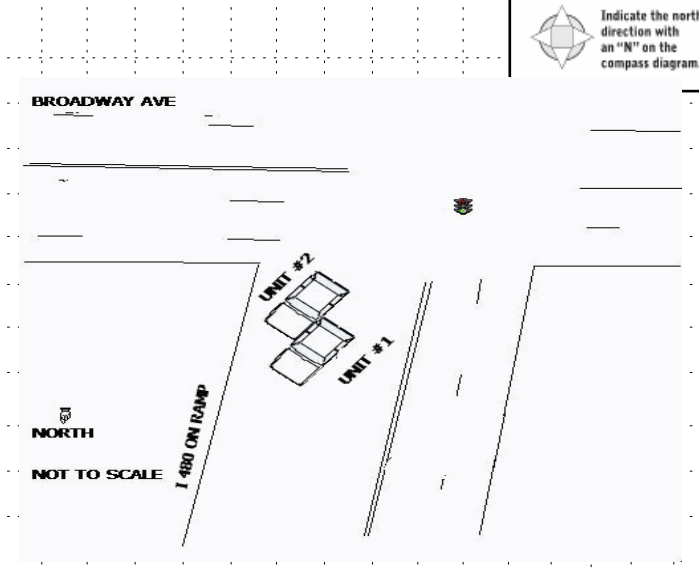 Indicate the north
direction with
an “N” on the
compass diagram.
BROADWAY AVE
UNIT #2
UNIT #1
I 480 ON RAMP
NORTH
NOT TO SCALE